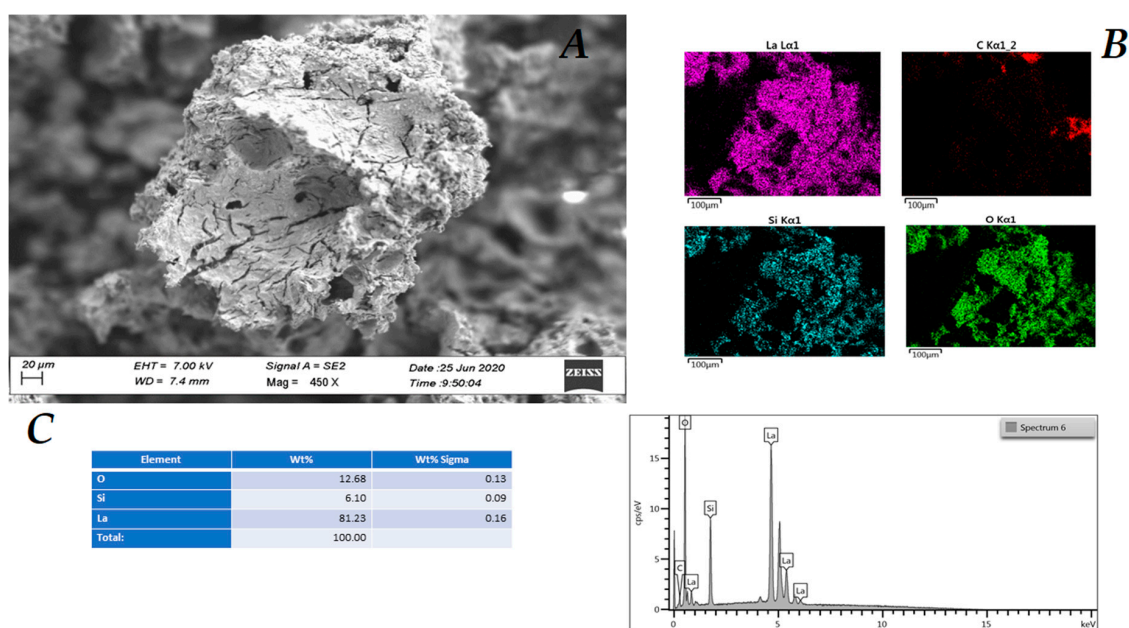 A
20 µm
EHT = 7.00 kV
WD = 7.4 mm
Signal A = SE2
Mag = 450 X
Date :25 Jun 2020
Time :9:50:04
ZEISS
B
La Lα1
100µm
C Kα1_2
100µm
Si Kα1
100µm
O Kα1
100µm
C
Element Wt% Wt% Sigma
O 12.68 0.13
Si 6.10 0.09
La 81.23 0.16
Total: 100.00
Spectrum 6
cps/eV
15
10
5
0
O
La
Si
C
La
La
La
0 5 10 15 keV